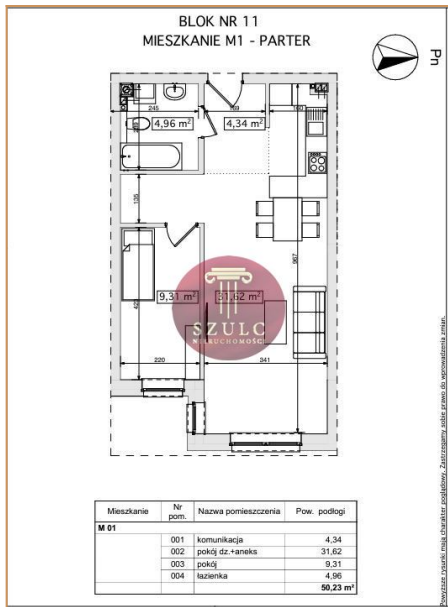 BLOK NR 11
MIESZKANIE M1 - PARTER
Pn
245
169
160
4,96 m²
4,34 m²
105
967
9,31 m²
31,62 m²
SZULC
NIERUCHOMOŚCI
220
341
Mieszkanie Nr pom. Nazwa pomieszczenia Pow. podłogi
M 01
001 komunikacja 4,34
002 pokój dz.+aneks 31,62
003 pokój 9,31
004 łazienka 4,96
50,23 m²
Powyższe rysunki mają charakter poglądowy. Zastrzegamy sobie prawo do wprowadzenia zmian.